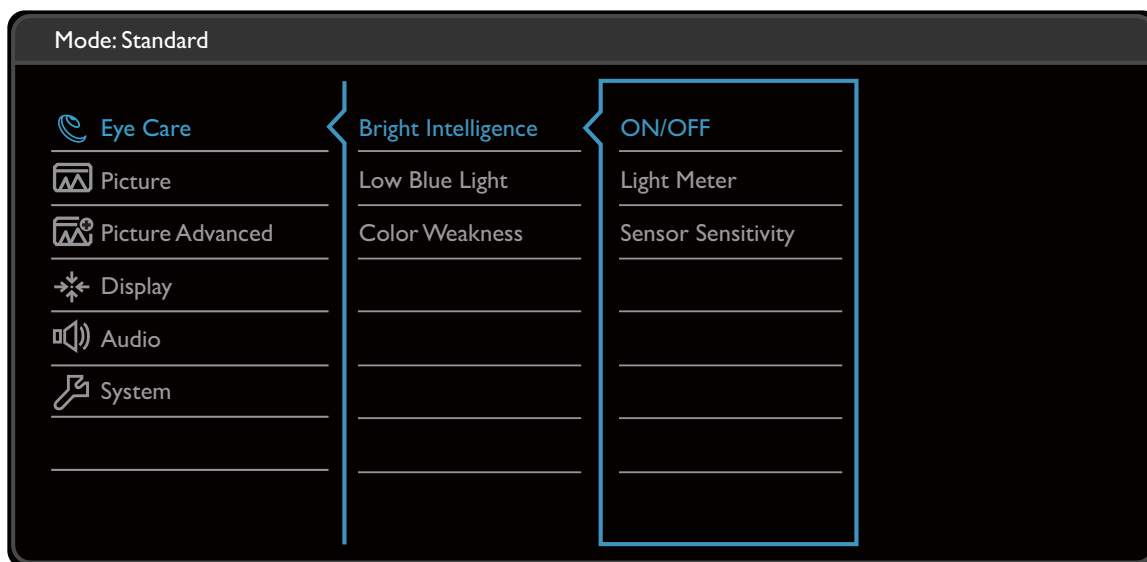 Mode: Standard
Eye Care
Picture
Picture Advanced
Display
Audio
System
Bright Intelligence
Low Blue Light
Color Weakness
ON/OFF
Light Meter
Sensor Sensitivity